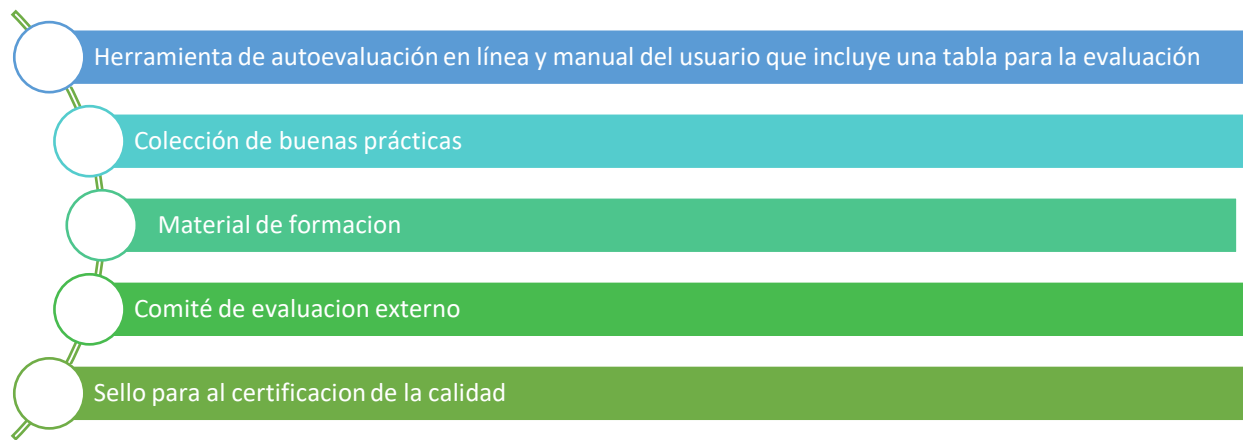 Herramienta de autoevaluación en línea y manual del usuario que incluye una tabla para la evaluación
Colección de buenas prácticas
Material de formacion
Comité de evaluacion externo
Sello para al certificacion de la calidad